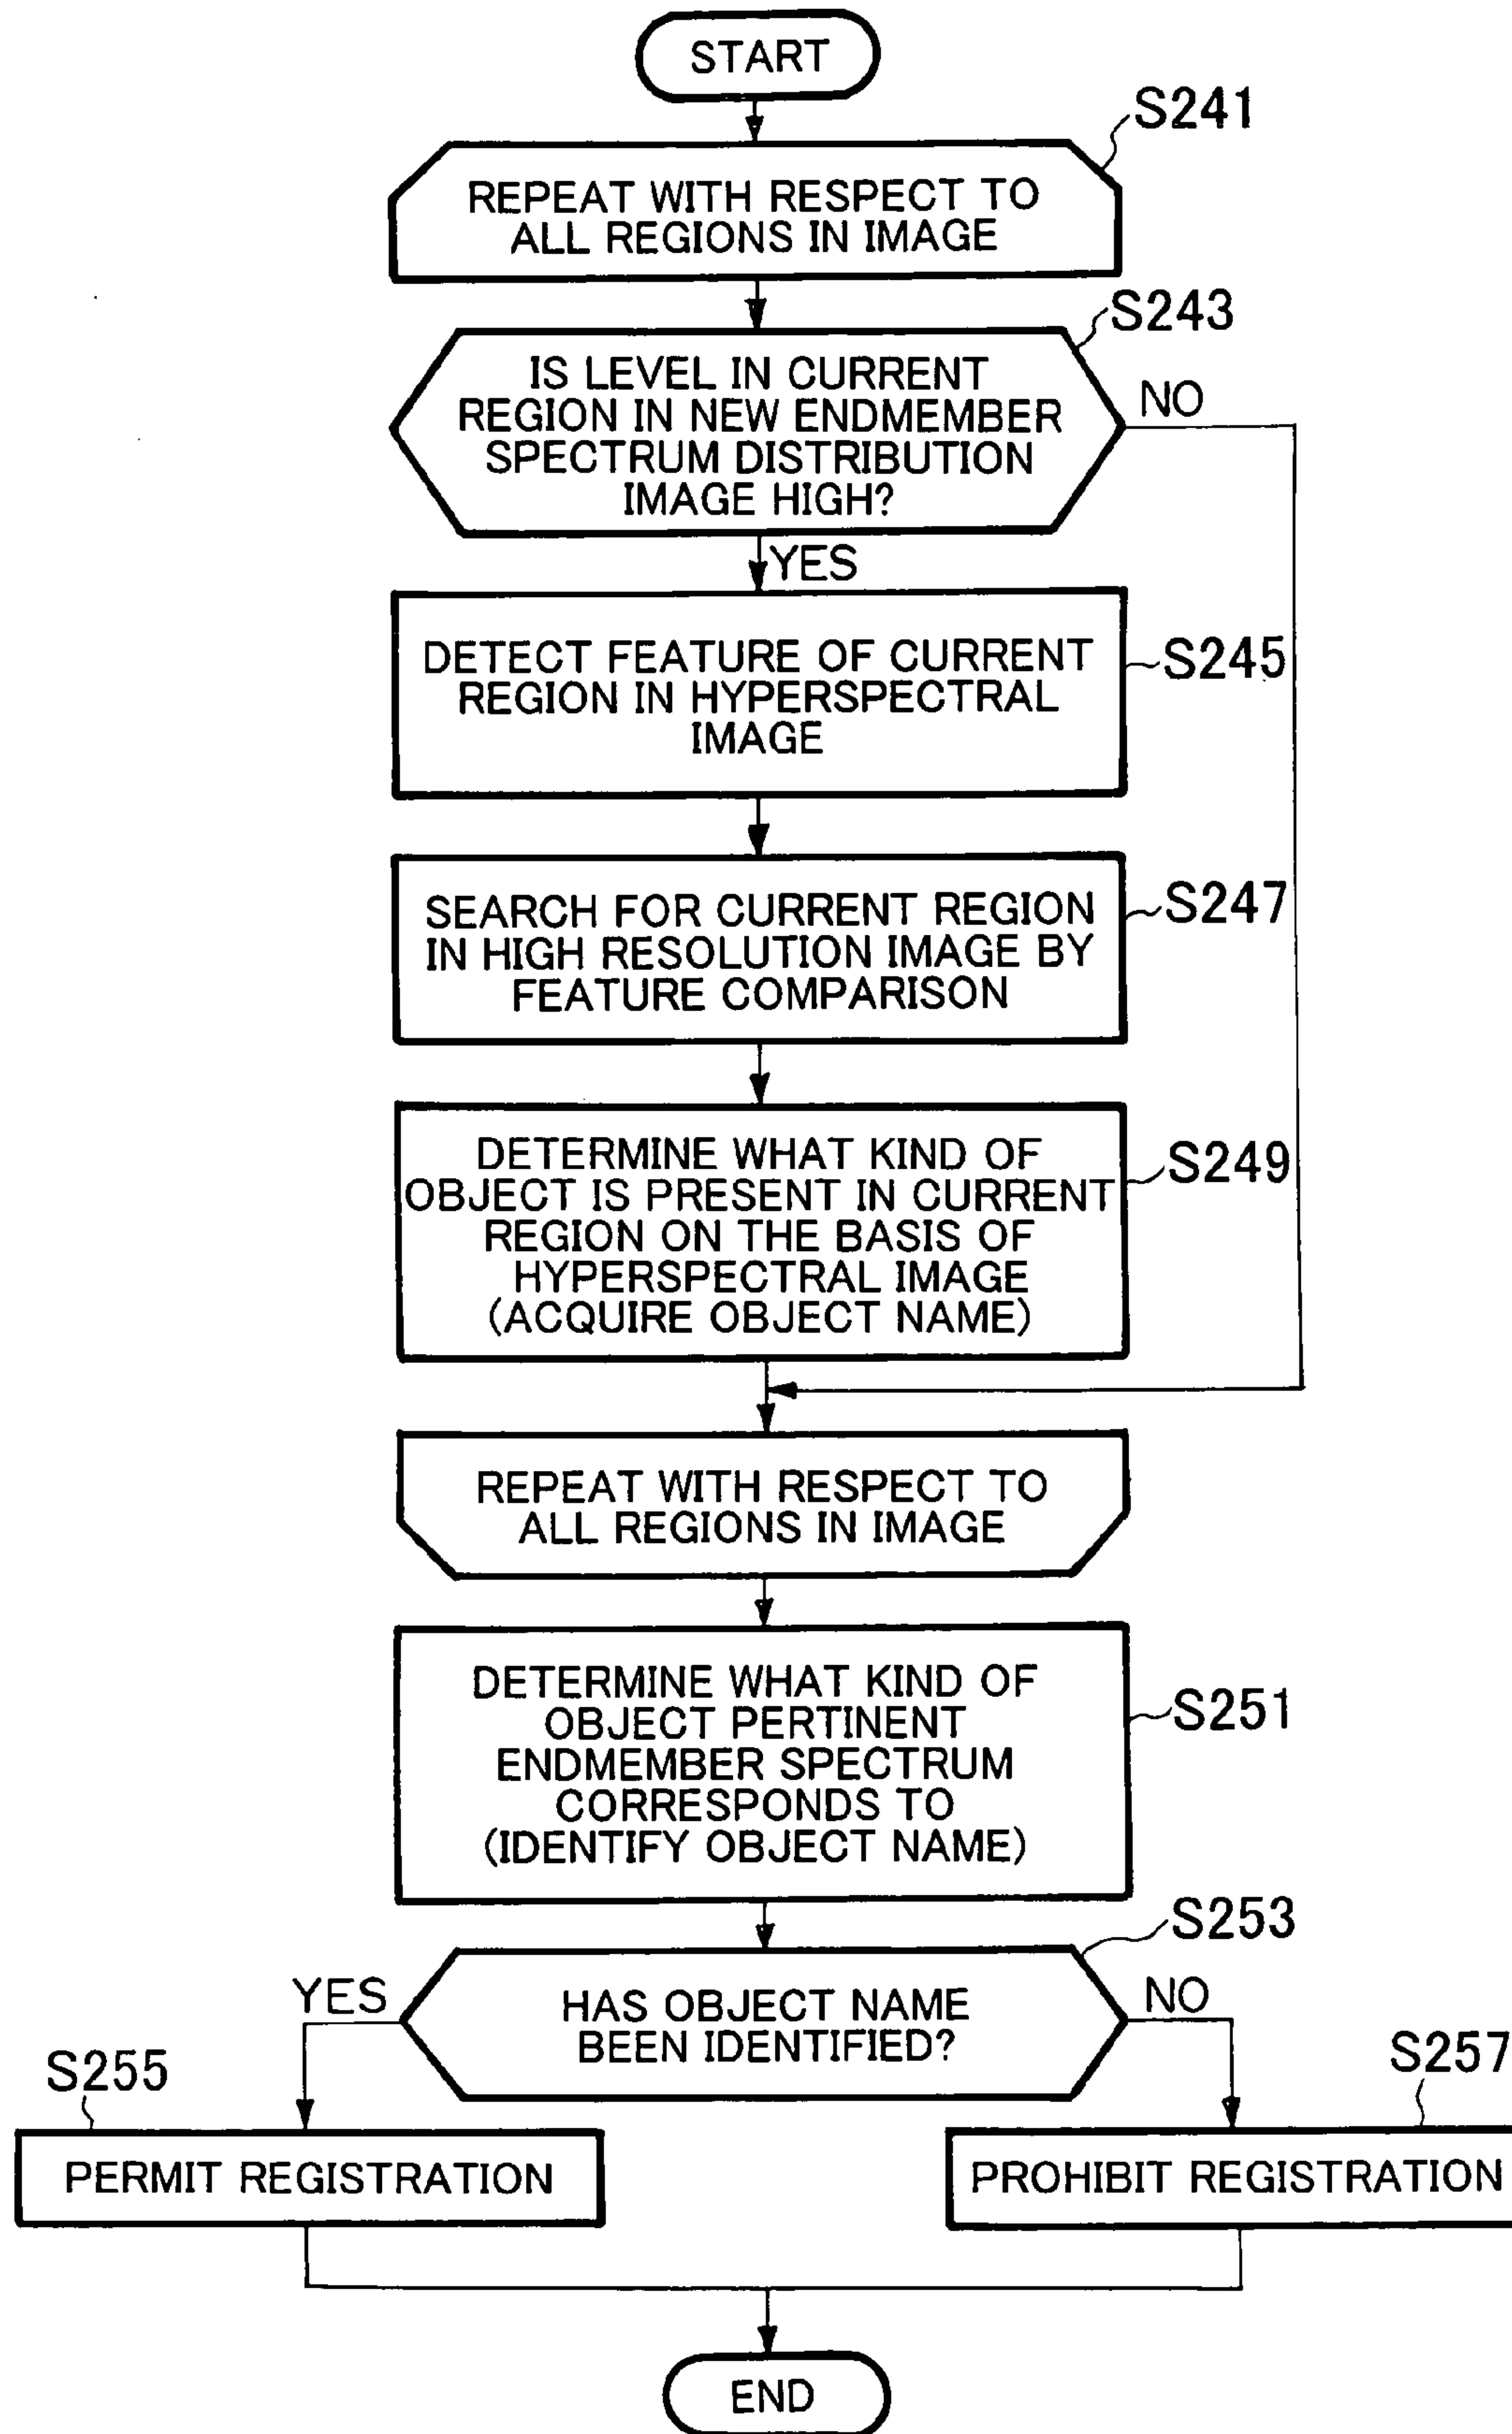 START
S241
REPEAT WITH RESPECT TO
ALL REGIONS IN IMAGE
S243
IS LEVEL IN CURRENT
REGION IN NEW ENDMEMBER
SPECTRUM DISTRIBUTION
IMAGE HIGH?
NO
YES
DETECT FEATURE OF CURRENT
REGION IN HYPERSPECTRAL
IMAGE
S245
SEARCH FOR CURRENT REGION
IN HIGH RESOLUTION IMAGE BY
FEATURE COMPARISON
S247
DETERMINE WHAT KIND OF
OBJECT IS PRESENT IN CURRENT
REGION ON THE BASIS OF
HYPERSPECTRAL IMAGE
(ACQUIRE OBJECT NAME)
S249
REPEAT WITH RESPECT TO
ALL REGIONS IN IMAGE
DETERMINE WHAT KIND OF
OBJECT PERTINENT
ENDMEMBER SPECTRUM
CORRESPONDS TO
(IDENTIFY OBJECT NAME)
S251
S253
HAS OBJECT NAME
BEEN IDENTIFIED?
YES
NO
S255
PERMIT REGISTRATION
S257
PROHIBIT REGISTRATION
END